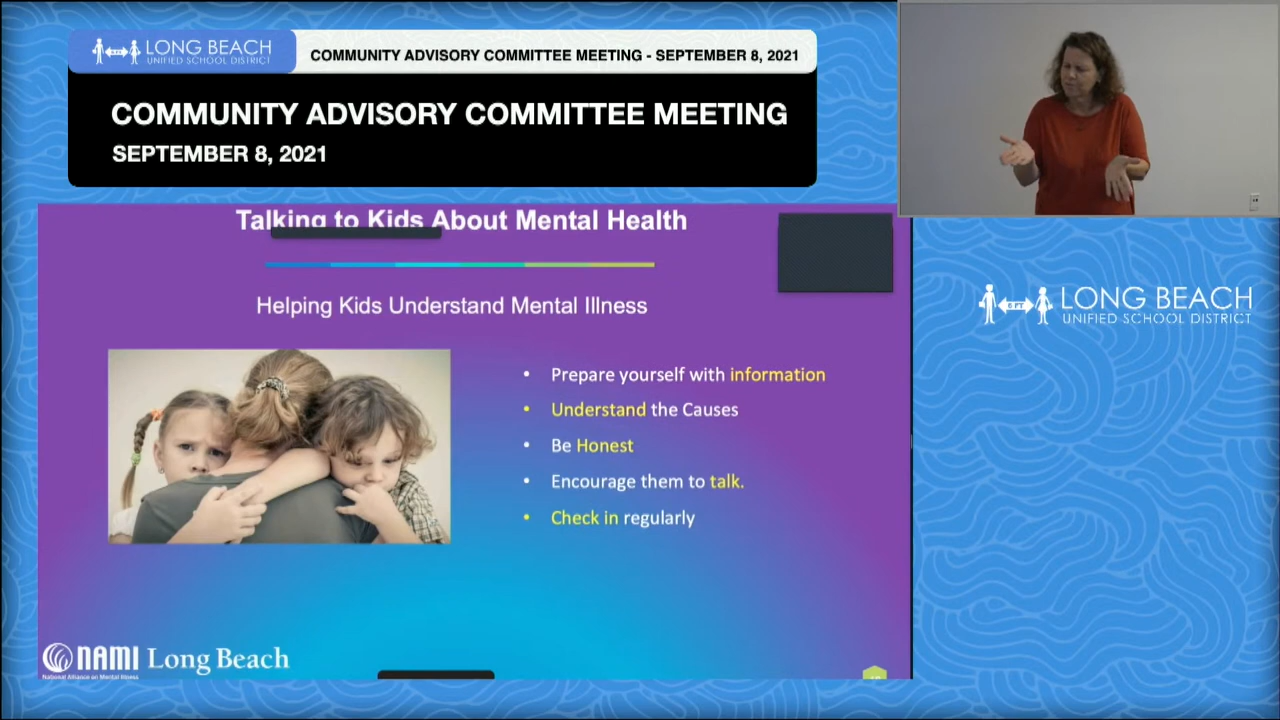 LONG BEACH
UNIFIED SCHOOL DISTRICT
COMMUNITY ADVISORY COMMITTEE MEETING - SEPTEMBER 8, 2021
COMMUNITY ADVISORY COMMITTEE MEETING
SEPTEMBER 8, 2021
Talking to Kids About Mental Health
Helping Kids Understand Mental Illness
• Prepare yourself with information
• Understand the Causes
• Be Honest
• Encourage them to talk.
• Check in regularly
NAMI Long Beach
National Alliance on Mental Illness
6 FT
LONG BEACH
UNIFIED SCHOOL DISTRICT